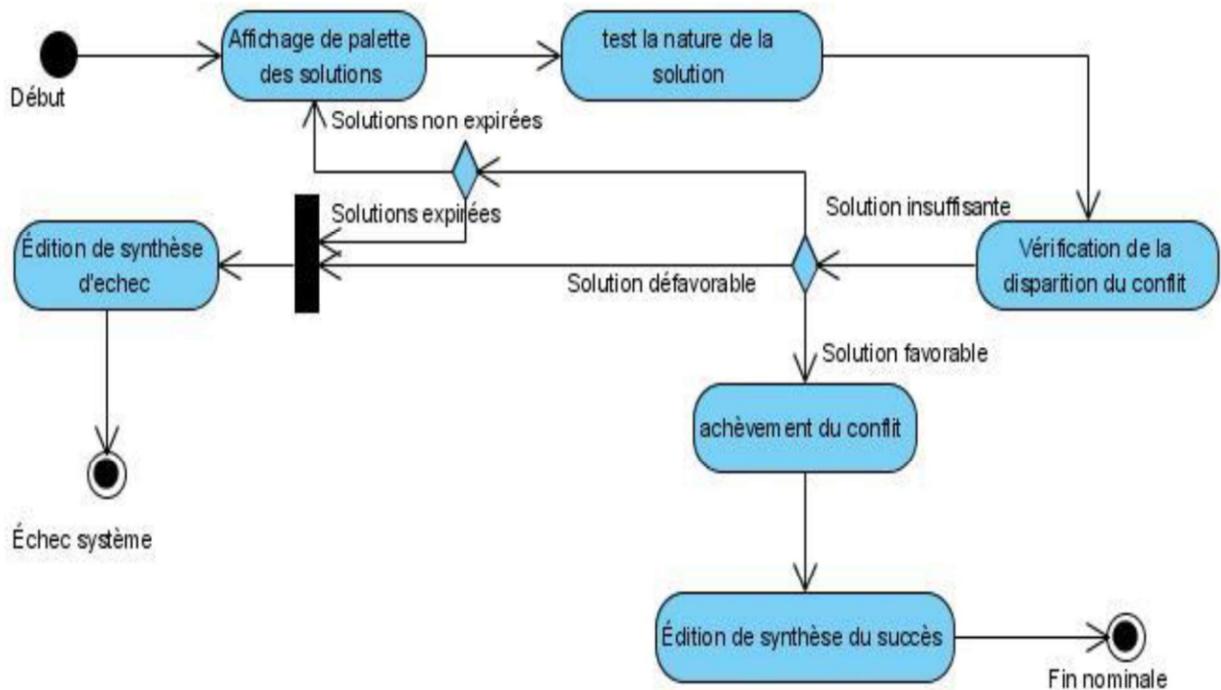 Affichage de palette
des solutions
test la nature de la
solution
Début
Solutions non expirées
Solutions expirées
Solution insuffisante
Édition de synthèse
d'echec
Vérification de la
disparition du conflit
Solution défavorable
Solution favorable
achèvement du conflit
Échec système
Édition de synthèse du succès
Fin nominale